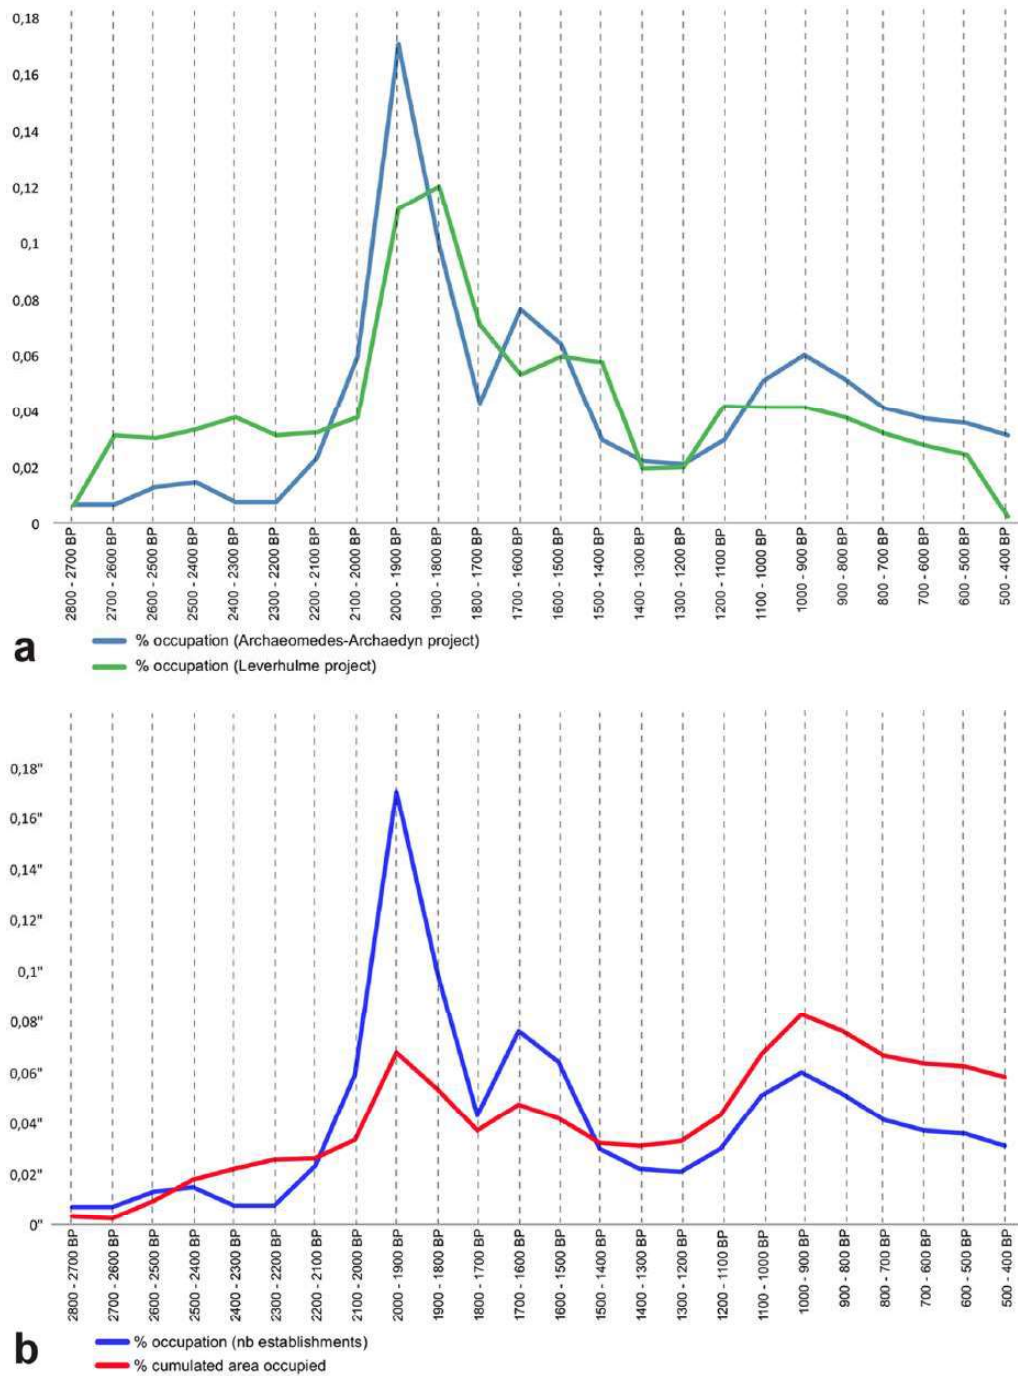 0,18
0,16
0,14
0,12
0,1
0,08
0,06
0,04
0,02
0
2800 - 2700 BP
2700 - 2600 BP
2600 - 2500 BP
2500 - 2400 BP
2400 - 2300 BP
2300 - 2200 BP
2200 - 2100 BP
2100 - 2000 BP
2000 - 1900 BP
1900 - 1800 BP
1800 - 1700 BP
1700 - 1600 BP
1600 - 1500 BP
1500 - 1400 BP
1400 - 1300 BP
1300 - 1200 BP
1200 - 1100 BP
1100 - 1000 BP
1000 - 900 BP
900 - 800 BP
800 - 700 BP
700 - 600 BP
600 - 500 BP
500 - 400 BP
a
% occupation (Archaeomedes-Archaedyn project)
% occupation (Leverhulme project)
0,18"
0,16"
0,14"
0,12"
0,1"
0,08"
0,06"
0,04"
0,02"
0"
2800 - 2700 BP
2700 - 2600 BP
2600 - 2500 BP
2500 - 2400 BP
2400 - 2300 BP
2300 - 2200 BP
2200 - 2100 BP
2100 - 2000 BP
2000 - 1900 BP
1900 - 1800 BP
1800 - 1700 BP
1700 - 1600 BP
1600 - 1500 BP
1500 - 1400 BP
1400 - 1300 BP
1300 - 1200 BP
1200 - 1100 BP
1100 - 1000 BP
1000 - 900 BP
900 - 800 BP
800 - 700 BP
700 - 600 BP
600 - 500 BP
500 - 400 BP
b
% occupation (nb establishments)
% cumulated area occupied